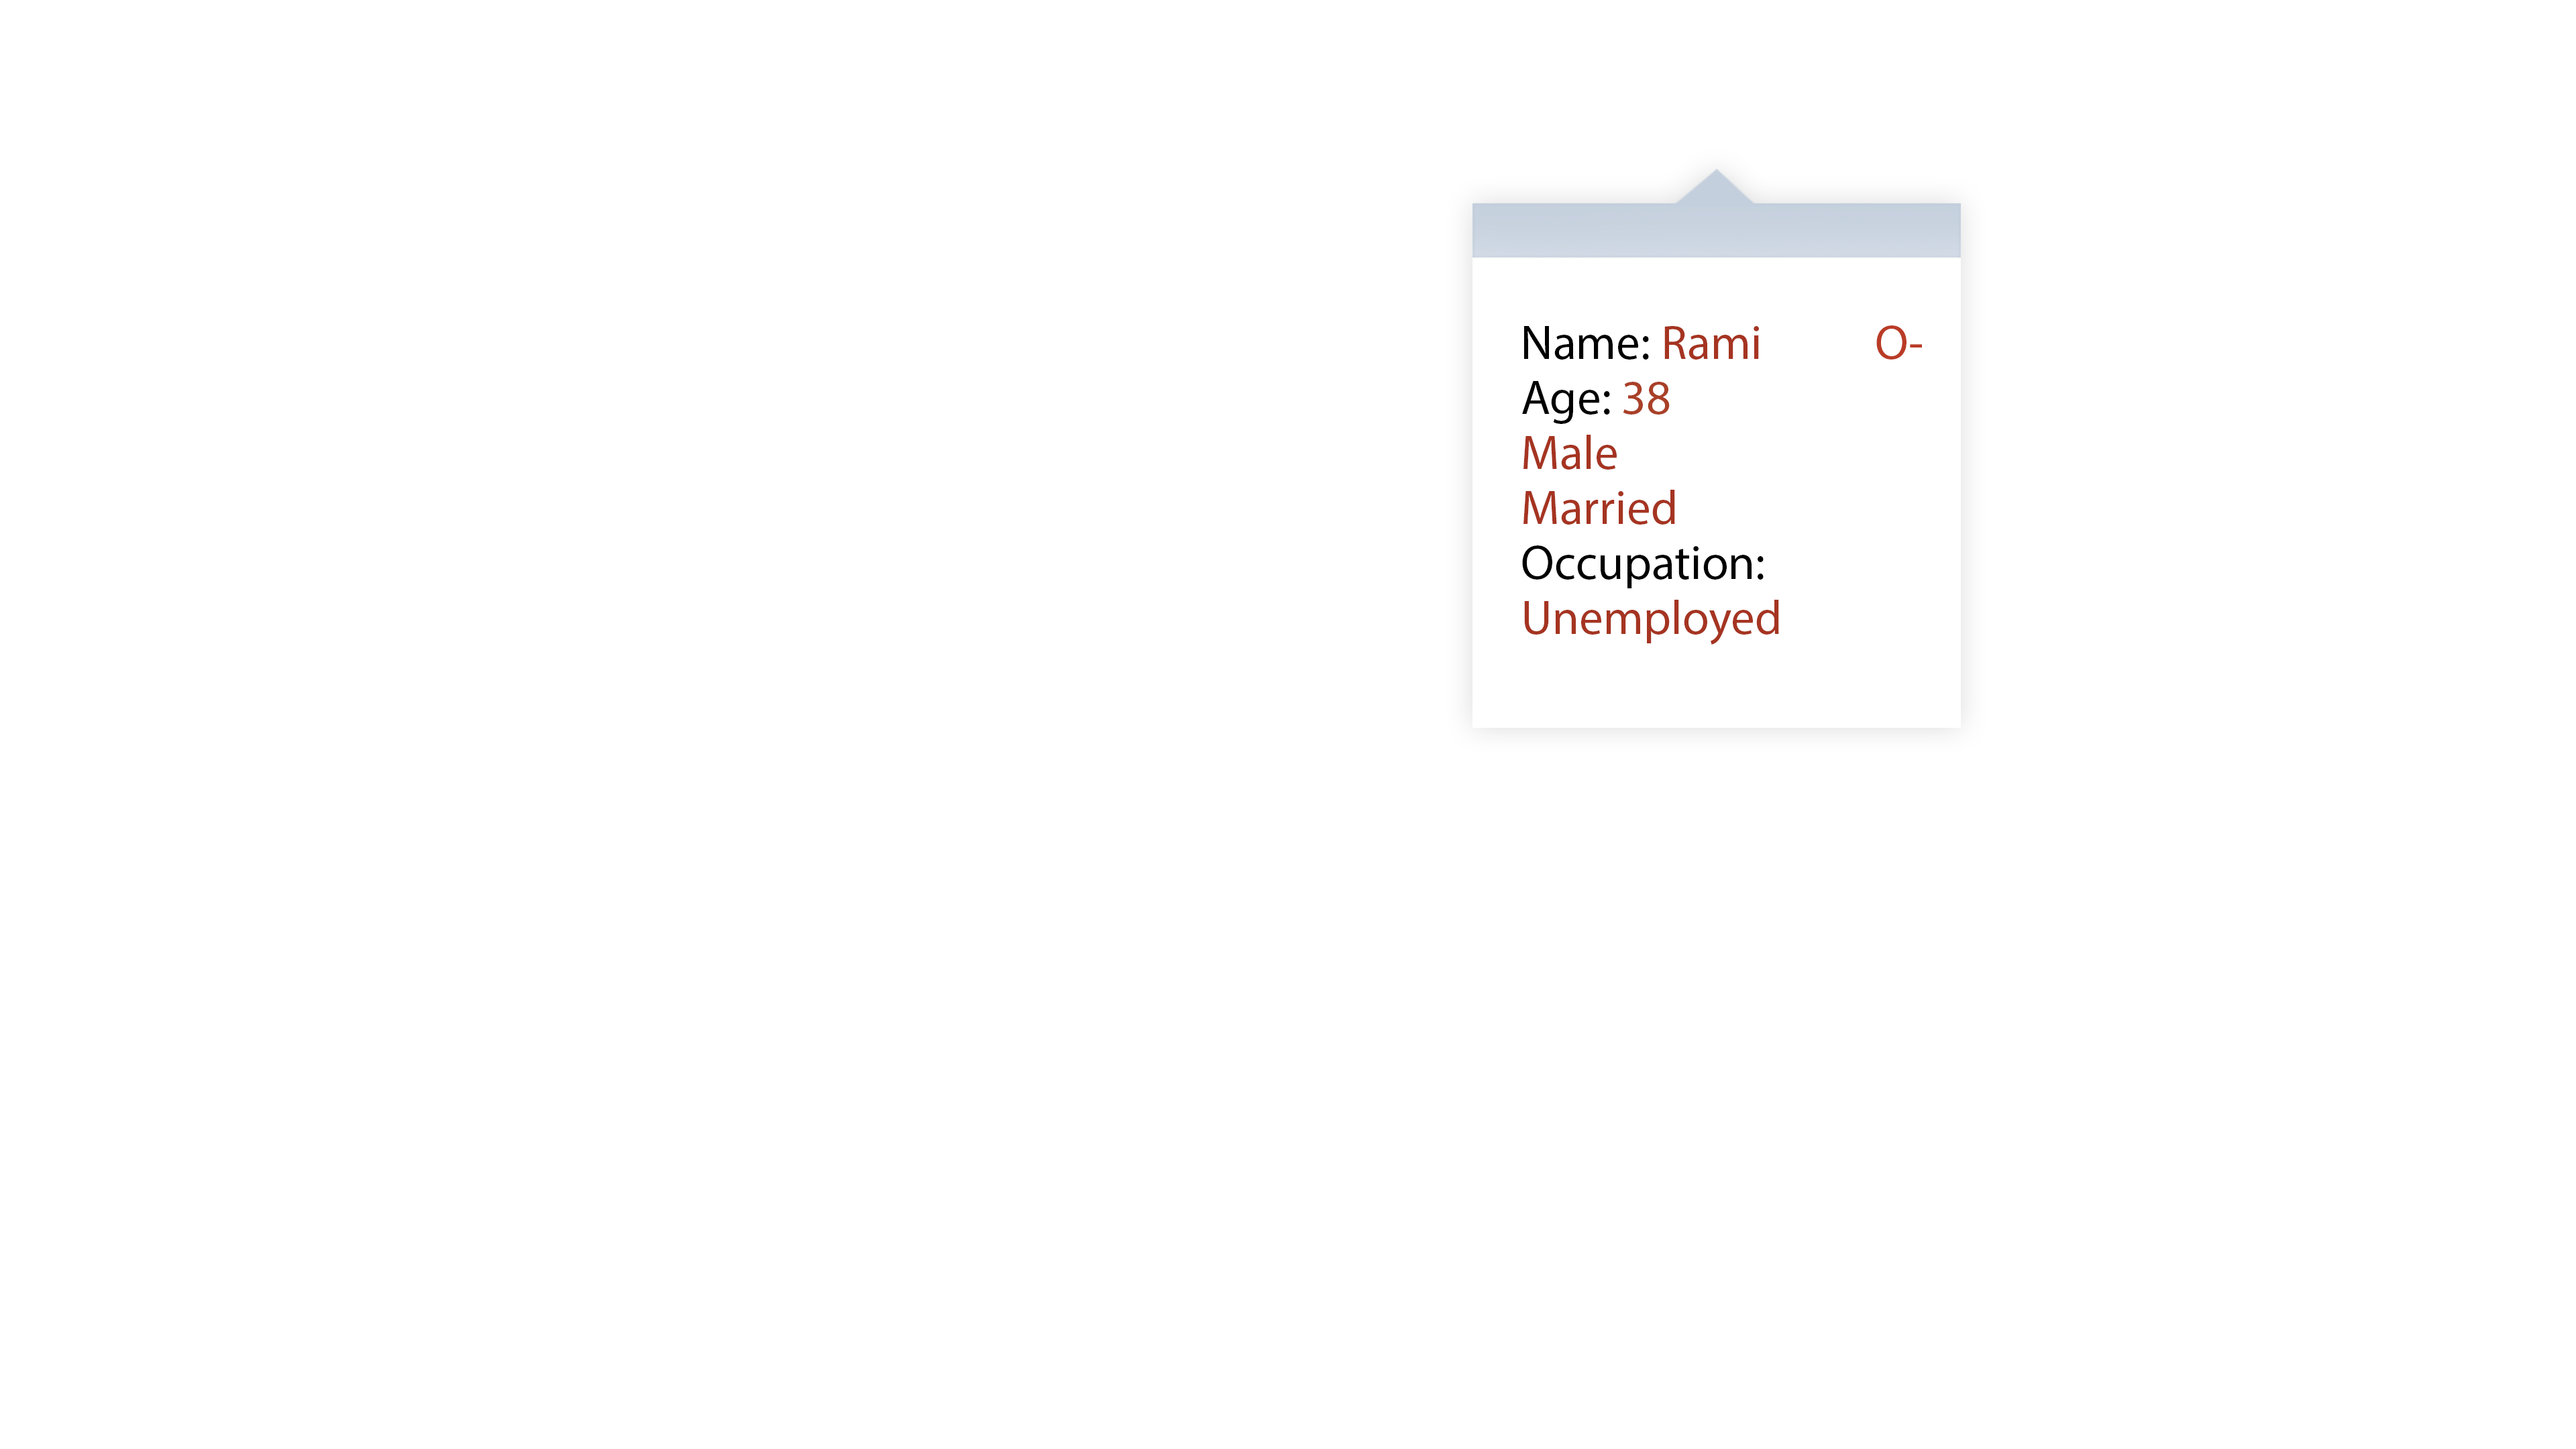 Name: Rami O-
Age: 38
Male
Married
Occupation:
Unemployed